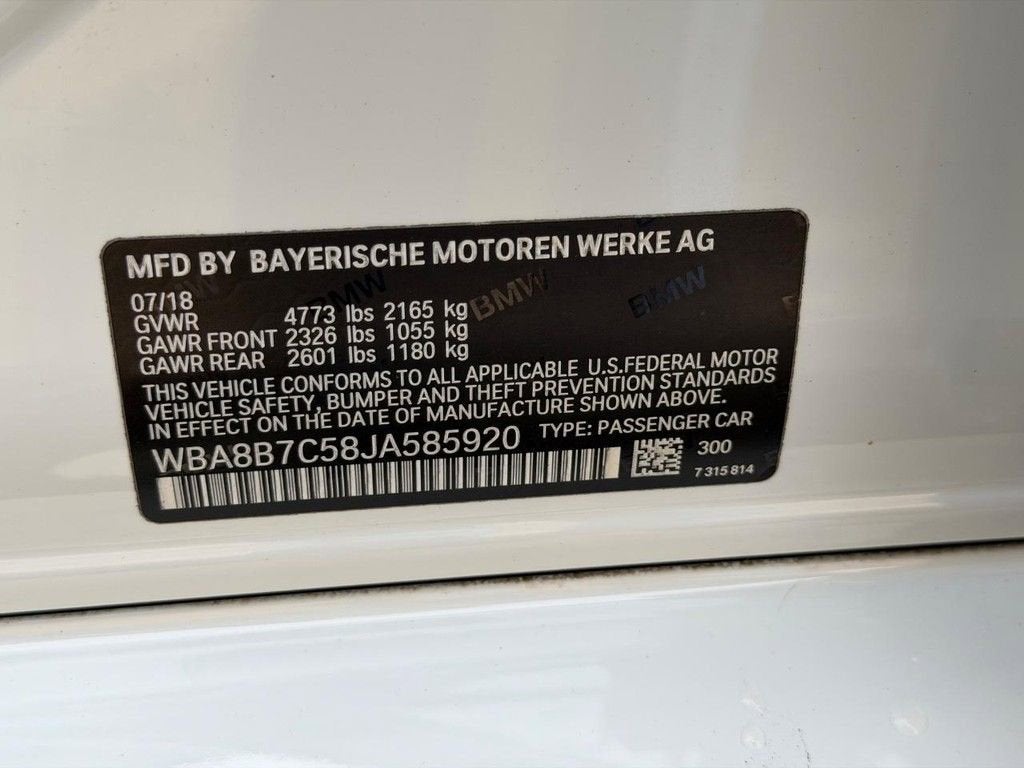 MFD BY BAYERISCHE MOTOREN WERKE AG
BMW BMW BMW
07/18
GVWR 4773 lbs 2165 kg
GAWR FRONT 2326 lbs 1055 kg
GAWR REAR 2601 lbs 1180 kg
THIS VEHICLE CONFORMS TO ALL APPLICABLE U.S.FEDERAL MOTOR
VEHICLE SAFETY, BUMPER AND THEFT PREVENTION STANDARDS
IN EFFECT ON THE DATE OF MANUFACTURE SHOWN ABOVE.
WBA8B7C58JA585920 TYPE: PASSENGER CAR
300
7 315 814